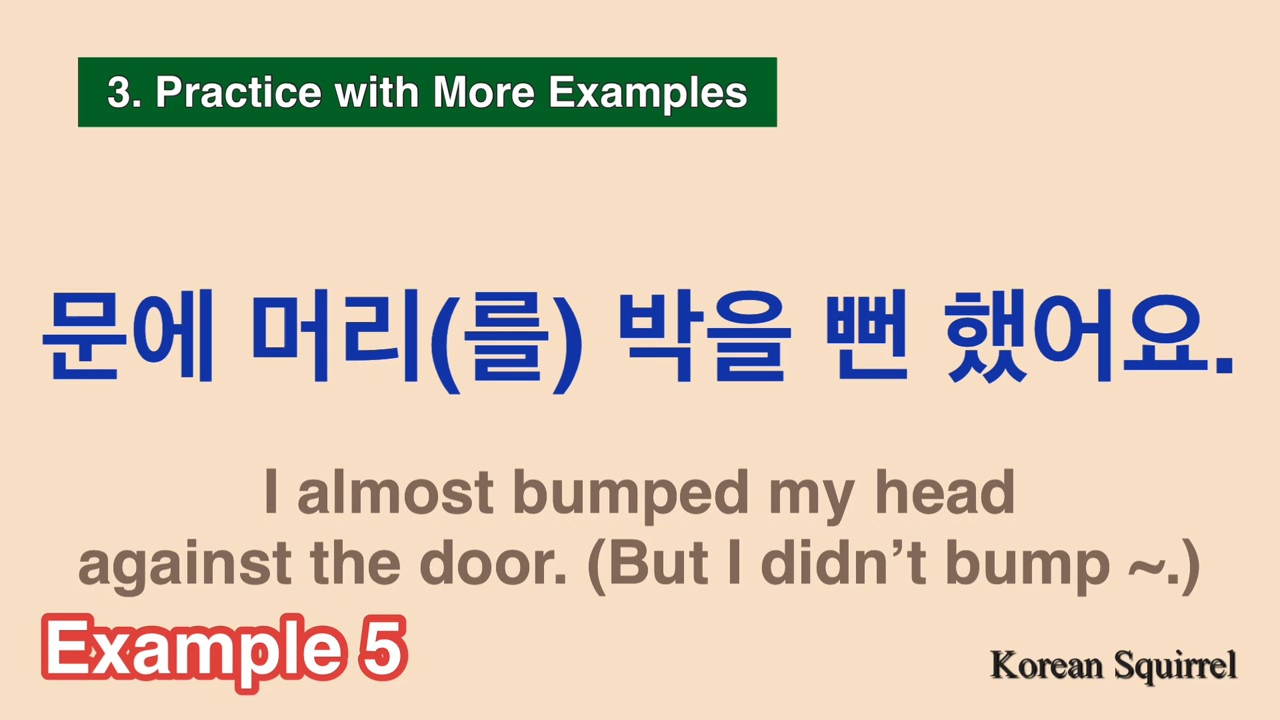 3. Practice with More Examples
문에 머리(를) 박을 뻔 했어요.
I almost bumped my head
against the door. (But I didn’t bump ~.)
Example 5
Korean Squirrel